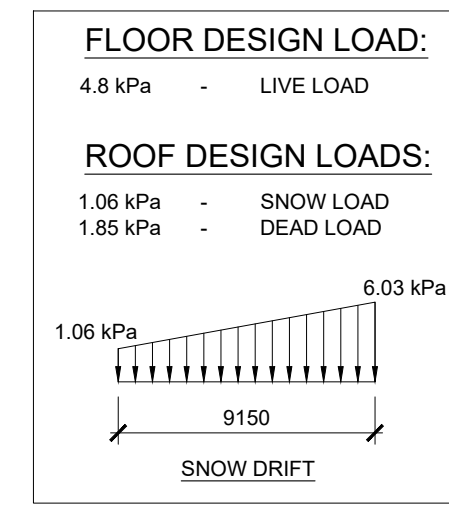 FLOOR DESIGN LOAD:
4.8 kPa - LIVE LOAD
ROOF DESIGN LOADS:
1.06 kPa - SNOW LOAD
1.85 kPa - DEAD LOAD
6.03 kPa
1.06 kPa
9150
SNOW DRIFT